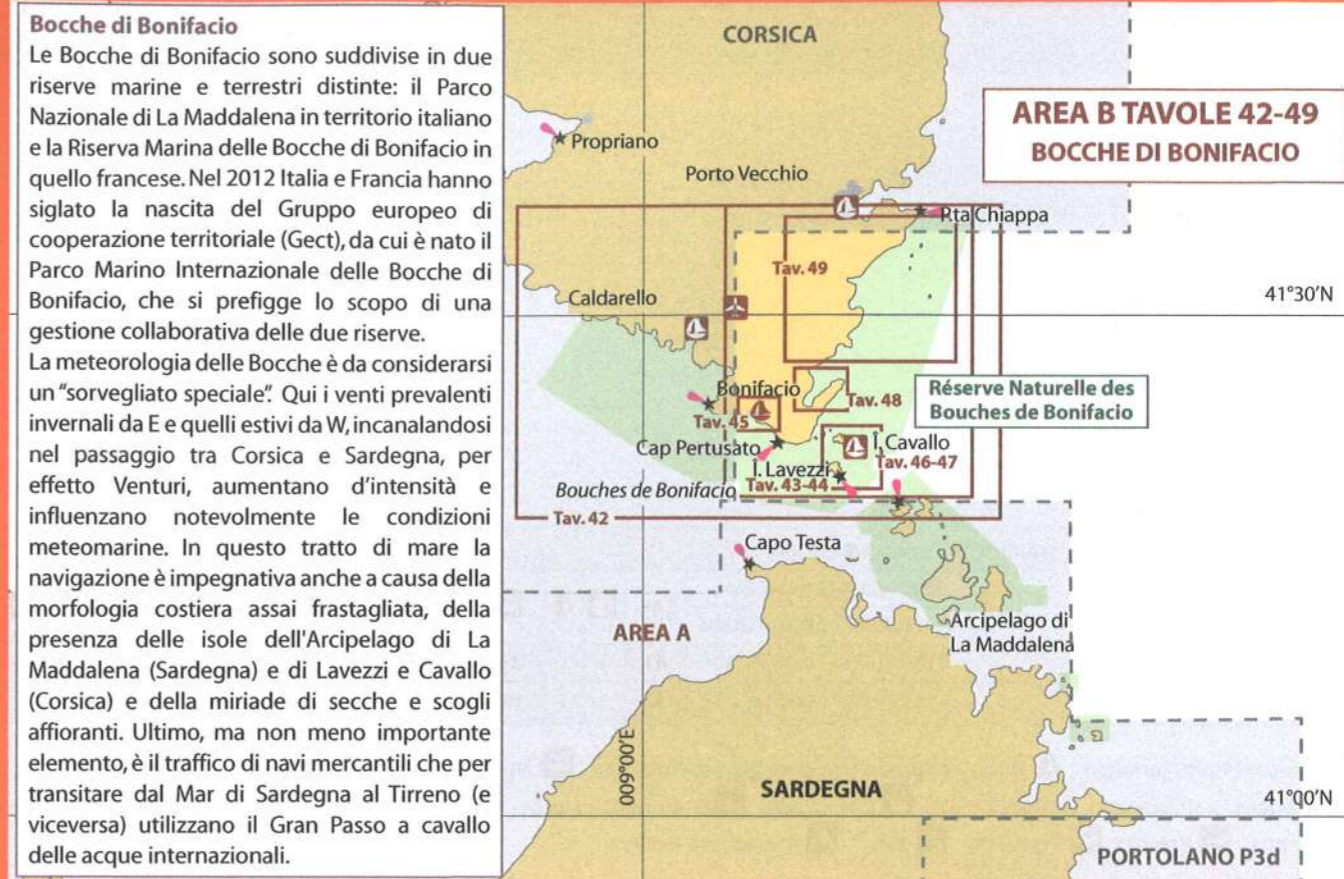 Bocche di Bonifacio
Le Bocche di Bonifacio sono suddivise in due
riserve marine e terrestri distinte: il Parco
Nazionale di La Maddalena in territorio italiano
e la Riserva Marina delle Bocche di Bonifacio in
quello francese. Nel 2012 Italia e Francia hanno
siglato la nascita del Gruppo europeo di
cooperazione territoriale (Gect), da cui è nato il
Parco Marino Internazionale delle Bocche di
Bonifacio, che si prefigge lo scopo di una
gestione collaborativa delle due riserve.
La meteorologia delle Bocche è da considerarsi
un "sorvegliato speciale". Qui i venti prevalenti
invernali da E e quelli estivi da W, incanalandosi
nel passaggio tra Corsica e Sardegna, per
effetto Venturi, aumentano d'intensità e
influenzano notevolmente le condizioni
meteomarine. In questo tratto di mare la
navigazione è impegnativa anche a causa della
morfologia costiera assai frastagliata, della
presenza delle isole dell'Arcipelago di La
Maddalena (Sardegna) e di Lavezzi e Cavallo
(Corsica) e della miriade di secche e scogli
affioranti. Ultimo, ma non meno importante
elemento, è il traffico di navi mercantili che per
transitare dal Mar di Sardegna al Tirreno (e
viceversa) utilizzano il Gran Passo a cavallo
delle acque internazionali.
CORSICA
AREA B TAVOLE 42-49
BOCCHE DI BONIFACIO
Propriano
Porto Vecchio
P.ta Chiappa
Tav. 49
Caldarello
41°30'N
Bonifacio
Réserve Naturelle des
Bouches de Bonifacio
Tav. 48
Tav. 45
Cap Pertusato
Î. Cavallo
Tav. 46-47
Î. Lavezzi
Tav. 43-44
Bouches de Bonifacio
Tav. 42
Capo Testa
AREA A
Arcipelago di
La Maddalena
009°00'E
SARDEGNA
41°00'N
PORTOLANO P3d